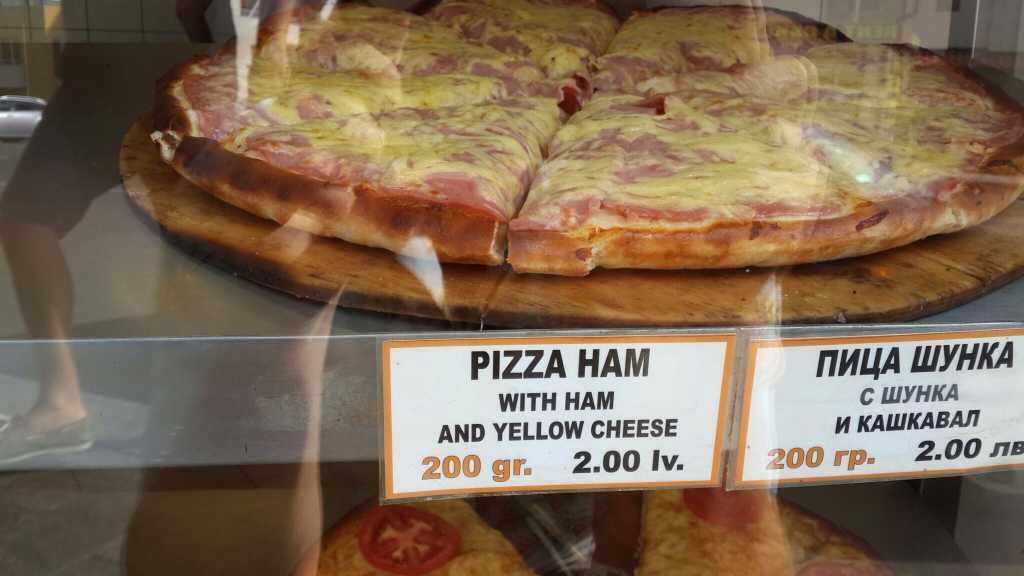 PIZZA HAM
WITH HAM
AND YELLOW CHEESE
200 gr. 2.00 lv.
ПИЦА ШУНКА
С ШУНКА
И КАШКАВАЛ
200 гр. 2.00 лв